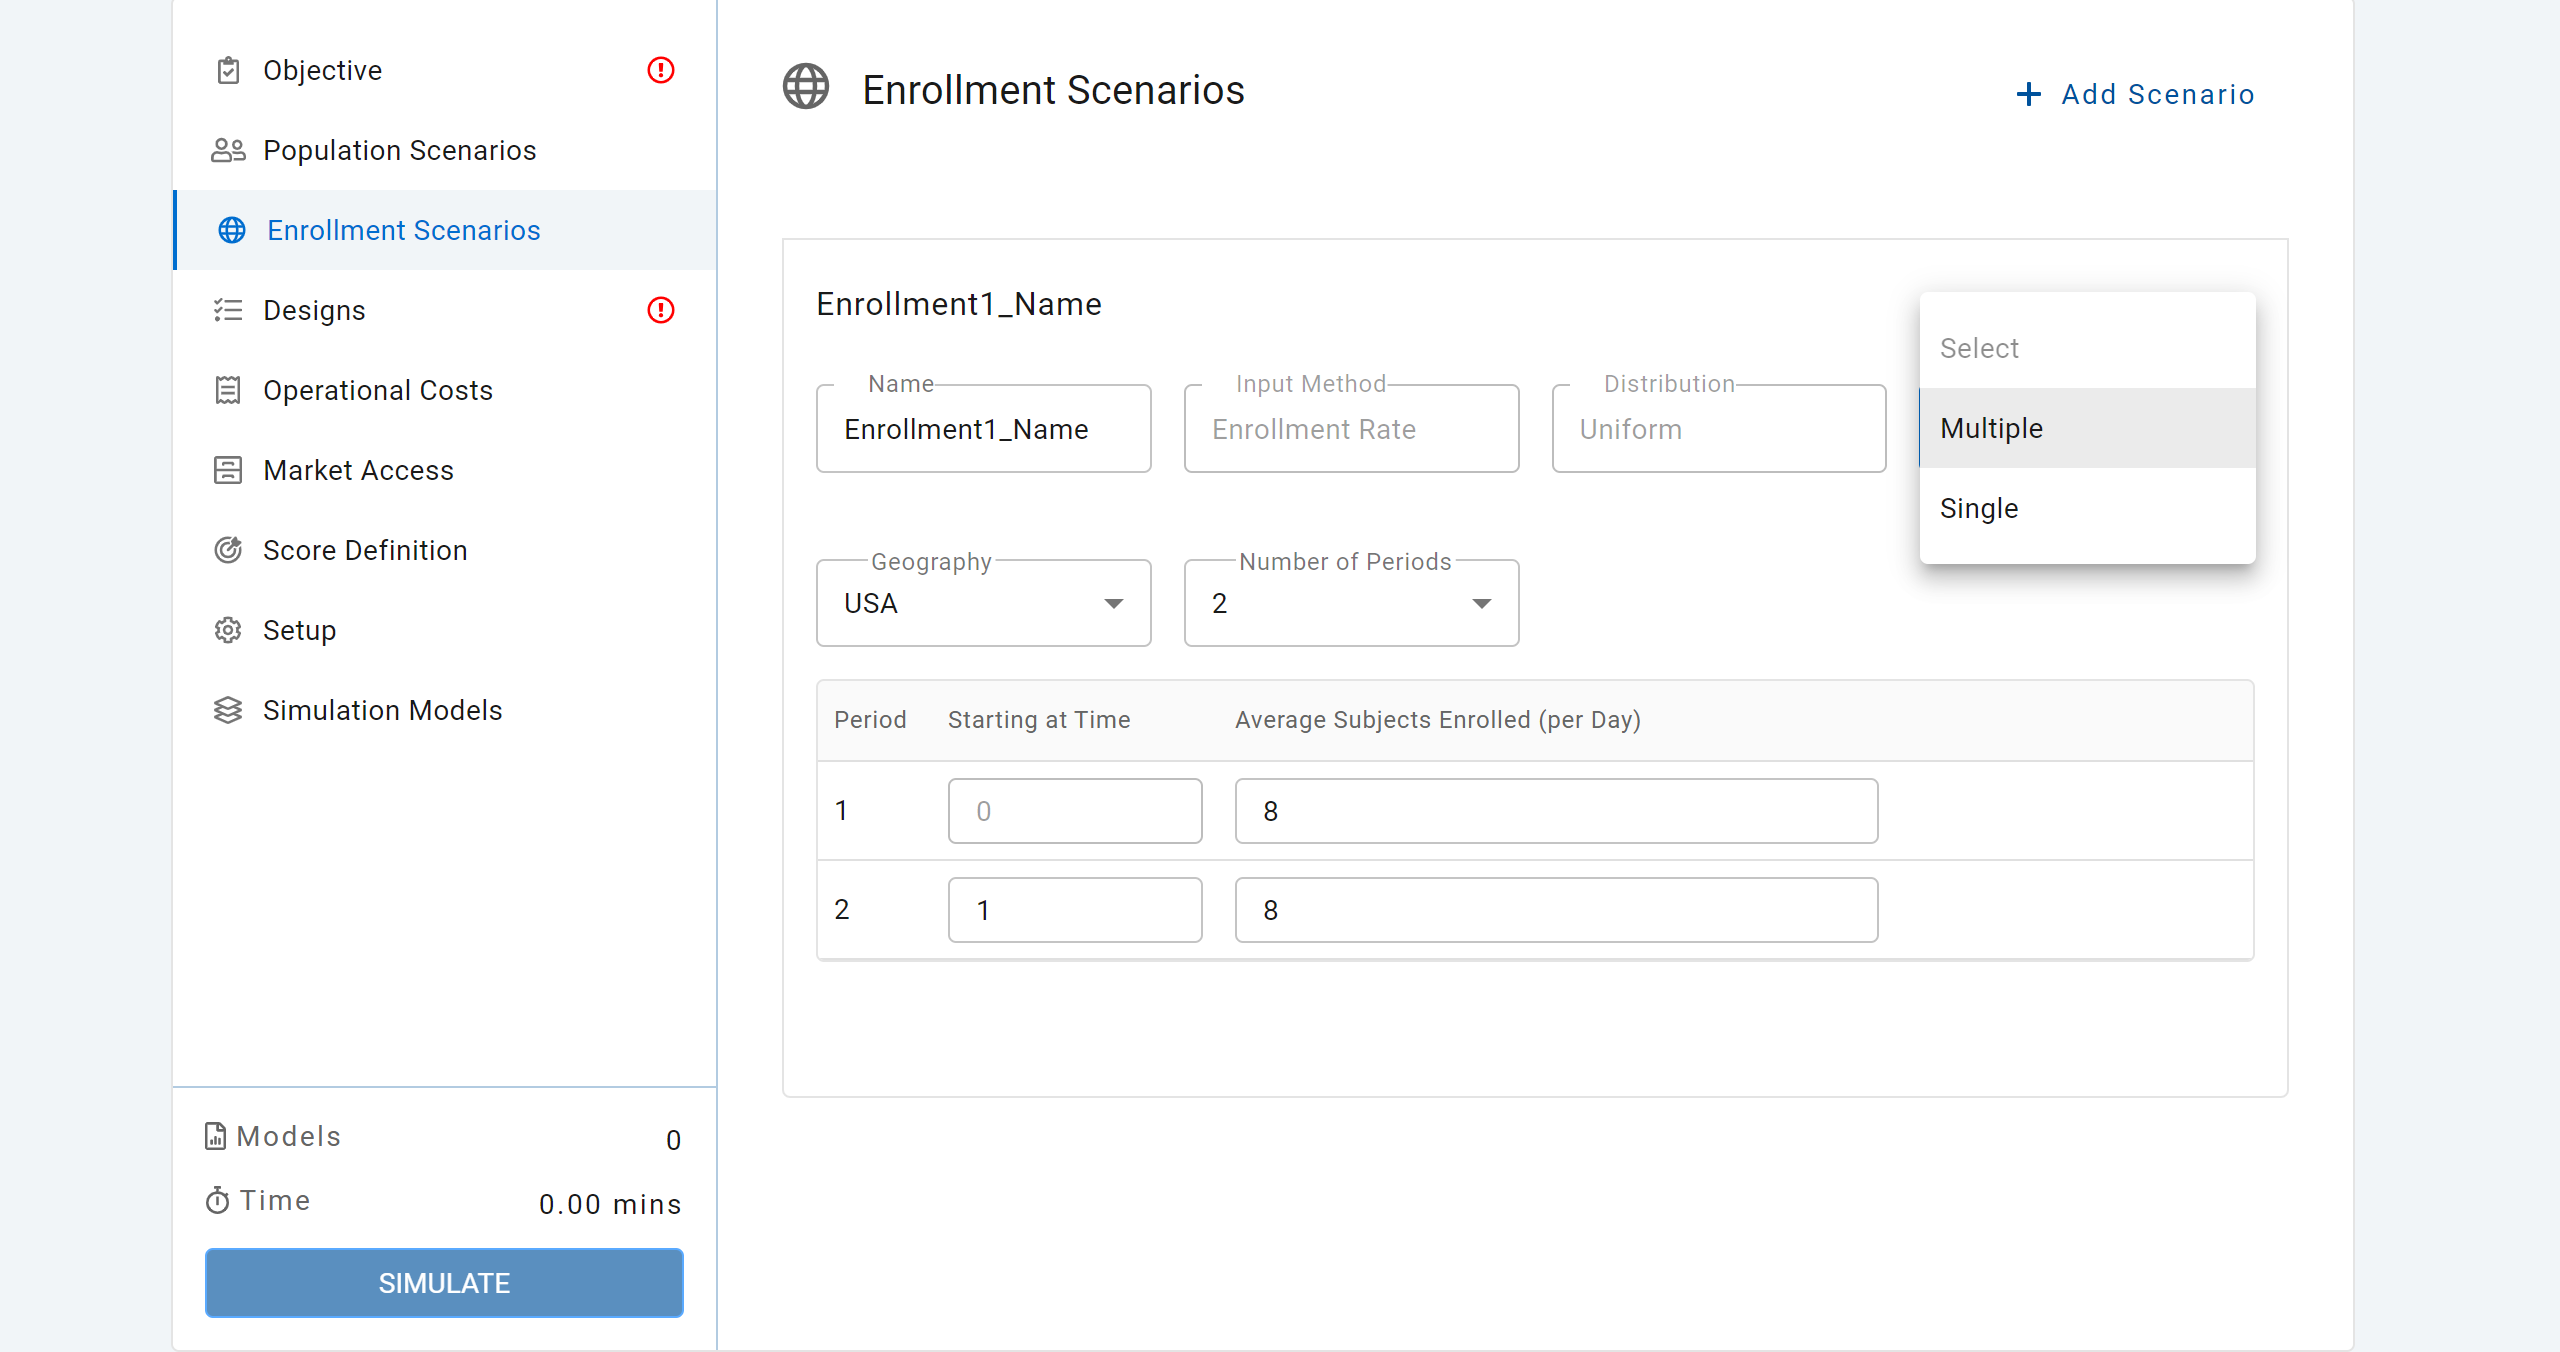 Objective
Population Scenarios
Enrollment Scenarios
Designs
Operational Costs
Market Access
Score Definition
Setup
Simulation Models
Models 0
Time 0.00 mins
SIMULATE
Enrollment Scenarios
+ Add Scenario
Enrollment1_Name
Name Input Method Distribution
Enrollment1_Name Enrollment Rate Uniform
Select
Multiple
Single
Geography Number of Periods
USA 2
Period Starting at Time Average Subjects Enrolled (per Day)
1 0 8
2 1 8